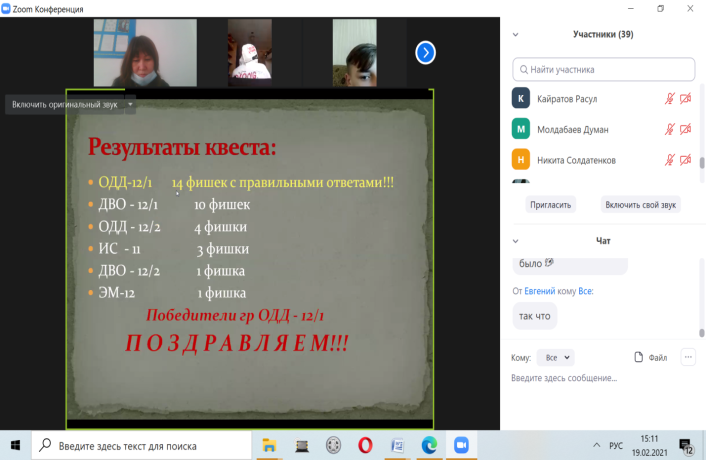 Zoom Конференция
Включить оригинальный звук
Результаты квеста:
ОДД-12/1 14 фишек с правильными ответами!!!
ДВО - 12/1 10 фишек
ОДД - 12/2 4 фишки
ИС - 11 3 фишки
ДВО - 12/2 1 фишка
ЭМ-12 1 фишка
Победители гр ОДД - 12/1
П О З Д Р А В Л Я Е М!!!
Участники (39)
Найти участника
К Кайратов Расул
М Молдабаев Думан
Н Никита Солдатенков
Пригласить Включить свой звук
Чат
было
От Евгений кому Все:
так что
Кому: Все Файл ...
Введите здесь сообщение...
Введите здесь текст для поиска
РУС
15:11
19.02.2021
12